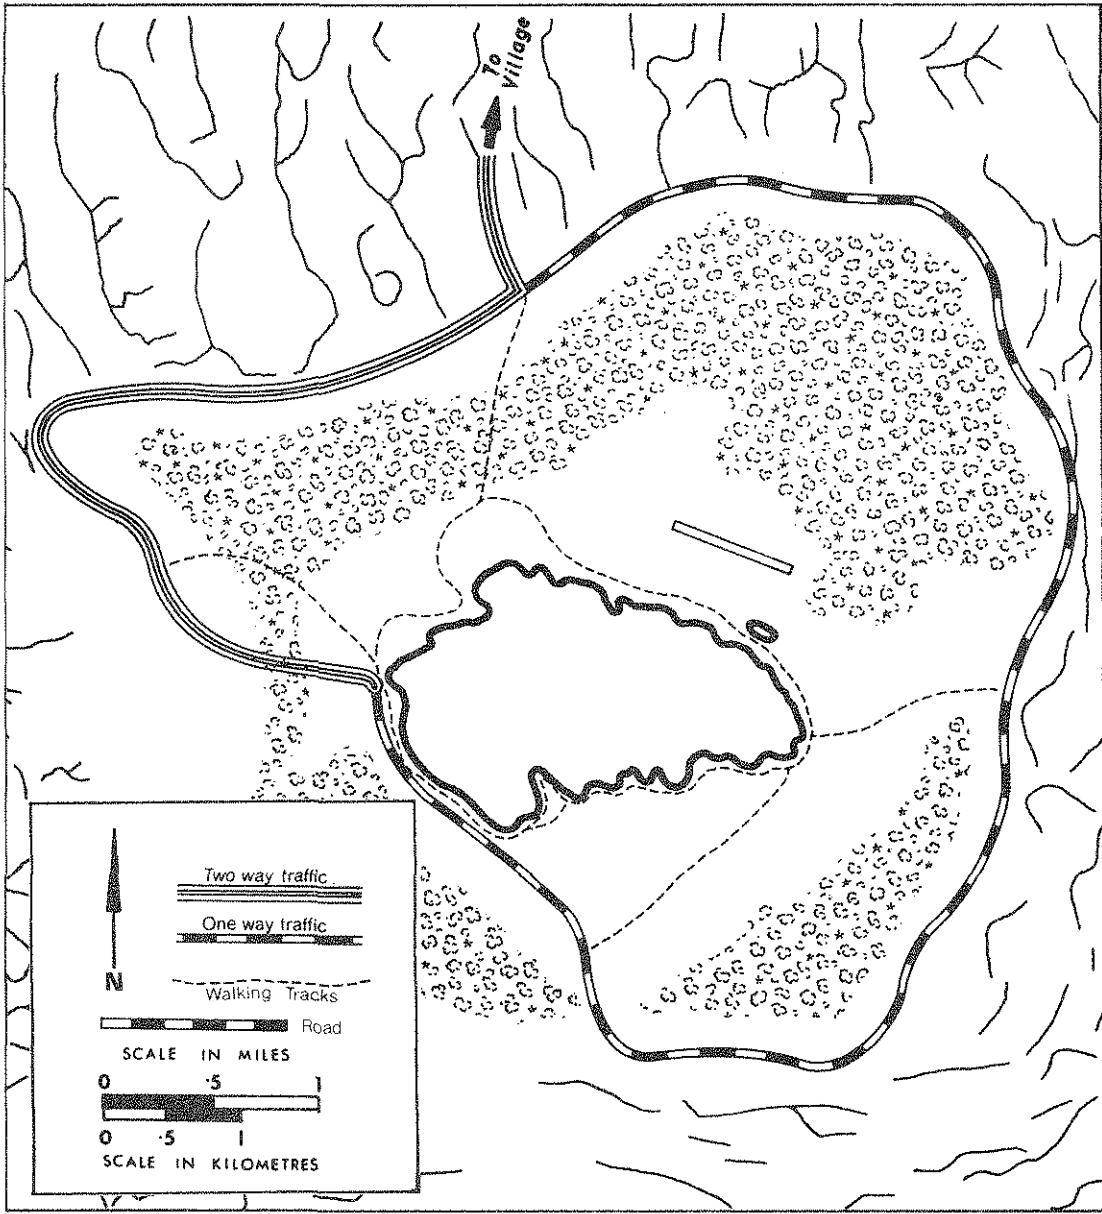 To
Village
Two way traffic
One way traffic
N
Walking Tracks
Road
SCALE IN MILES
0 ·5 1
0 ·5 1
SCALE IN KILOMETRES